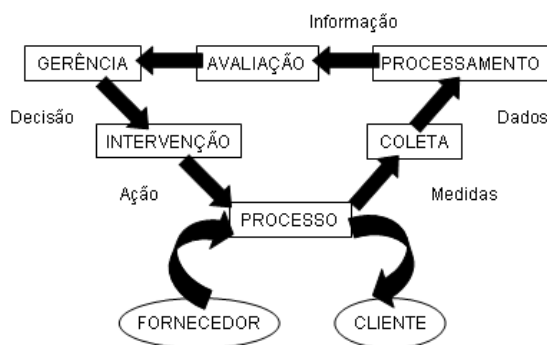 Informação
GERÊNCIA
AVALIAÇÃO
PROCESSAMENTO
Decisão
Dados
INTERVENÇÃO
COLETA
Ação
Medidas
PROCESSO
FORNECEDOR
CLIENTE